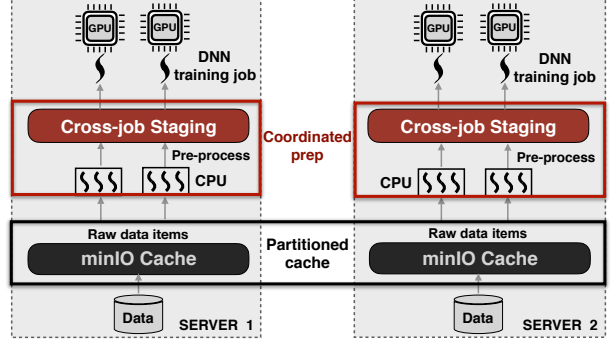 GPU GPU
DNN
training job
Cross-job Staging
Pre-process
CPU
Raw data items
minIO Cache
Data
SERVER 1
Coordinated
prep
Partitioned
cache
GPU GPU
DNN
training job
Cross-job Staging
Pre-process
CPU
Raw data items
minIO Cache
Data
SERVER 2